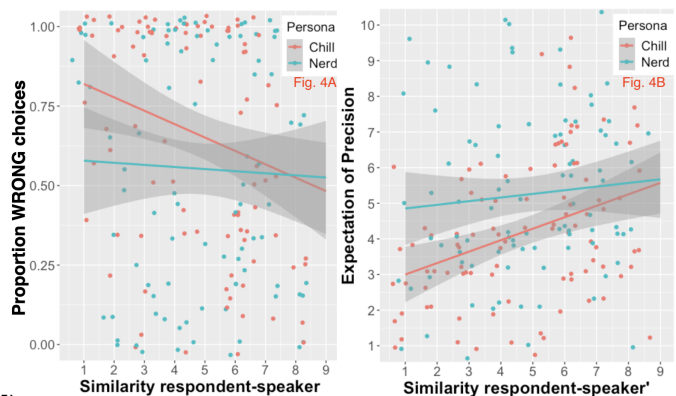 Proportion WRONG choices
1.00
0.75
0.50
0.25
0.00
1 2 3 4 5 6 7 8 9
Similarity respondent-speaker
Persona
Chill
Nerd
Fig. 4A
Expectation of Precision
10
9
8
7
6
5
4
3
2
1
1 2 3 4 5 6 7 8 9
Similarity respondent-speaker'
Persona
Chill
Nerd
Fig. 4B